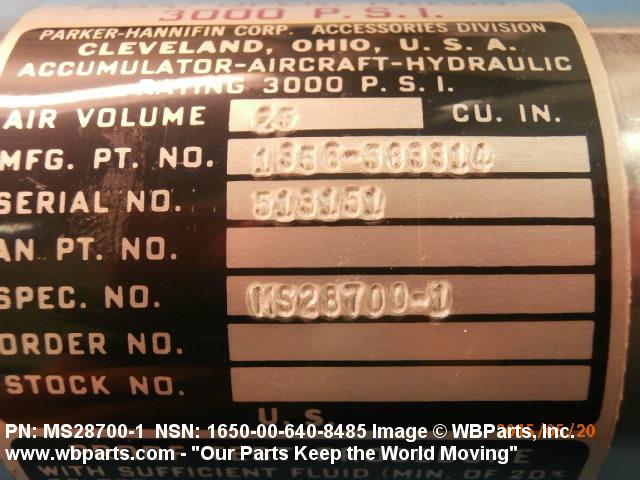 3000 P.S.I.
PARKER-HANNIFIN CORP. ACCESSORIES DIVISION
CLEVELAND, OHIO, U. S. A.
ACCUMULATOR-AIRCRAFT-HYDRAULIC
RATING 3000 P. S. I.
AIR VOLUME 25 CU. IN.
MFG. PT. NO. 1356-583314
SERIAL NO. 513151
AN PT. NO.
SPEC. NO. MS28700-1
ORDER NO.
STOCK NO.
U. S.
PN: MS28700-1 NSN: 1650-00-640-8485 Image © WBParts, Inc.
www.wbparts.com - "Our Parts Keep the World Moving"
WITH SUFFICIENT FLUID (MIN. OF 20%